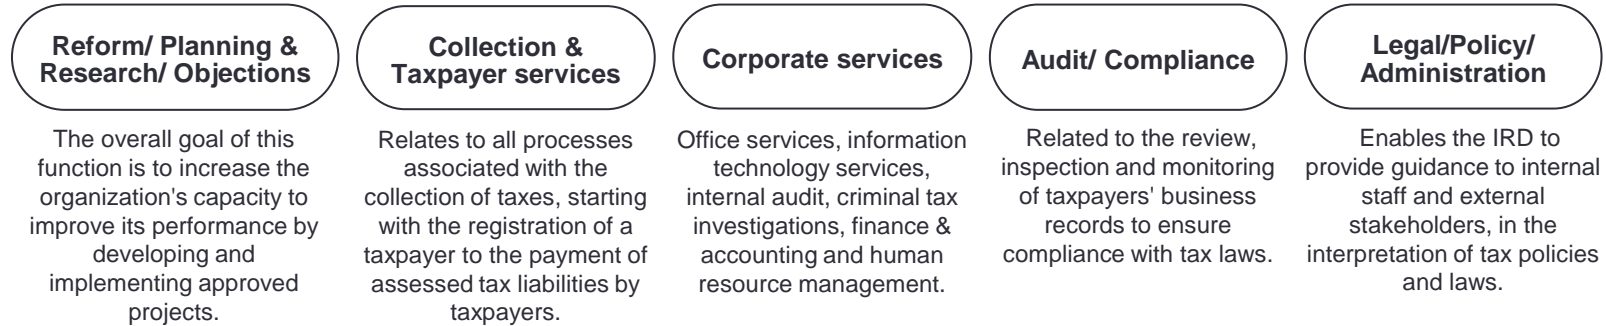 Reform/ Planning &
Research/ Objections
The overall goal of this
function is to increase the
organization's capacity to
improve its performance by
developing and
implementing approved
projects.
Collection &
Taxpayer services
Relates to all processes
associated with the
collection of taxes, starting
with the registration of a
taxpayer to the payment of
assessed tax liabilities by
taxpayers.
Corporate services
Office services, information
technology services,
internal audit, criminal tax
investigations, finance &
accounting and human
resource management.
Audit/ Compliance
Related to the review,
inspection and monitoring
of taxpayers' business
records to ensure
compliance with tax laws.
Legal/Policy/
Administration
Enables the IRD to
provide guidance to internal
staff and external
stakeholders, in the
interpretation of tax policies
and laws.